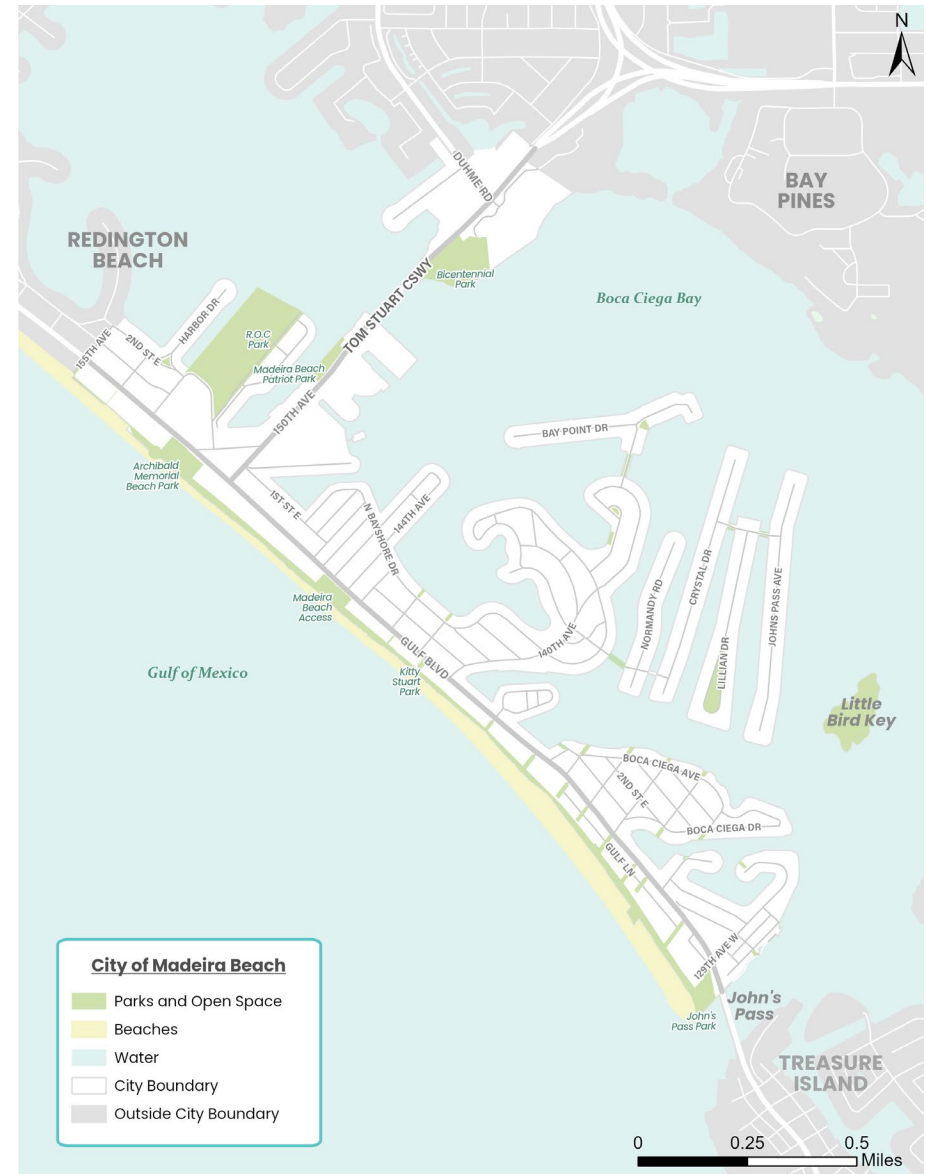 N
DUHME RD
BAY
PINES
REDINGTON
BEACH
Bicentennial
Park
Boca Ciega Bay
TOM STUART CSWY
HARBOR DR
R.O.C
Park
155TH AVE
2ND ST E
Madeira Beach
Patriot Park
150TH AVE
BAY POINT DR
Archibald
Memorial
Beach Park
1ST ST E
N BAYSHORE DR
144TH AVE
Madeira
Beach
Access
NORMANDY RD
CRYSTAL DR
LILLIAN DR
JOHNS PASS AVE
140TH AVE
GULF BLVD
Gulf of Mexico
Kitty
Stuart
Park
Little
Bird Key
BOCA CIEGA AVE
2ND ST E
BOCA CIEGA DR
GULF LN
129TH AVE W
John's
Pass
John's
Pass Park
TREASURE
ISLAND
City of Madeira Beach
Parks and Open Space
Beaches
Water
City Boundary
Outside City Boundary
0 0.25 0.5
Miles